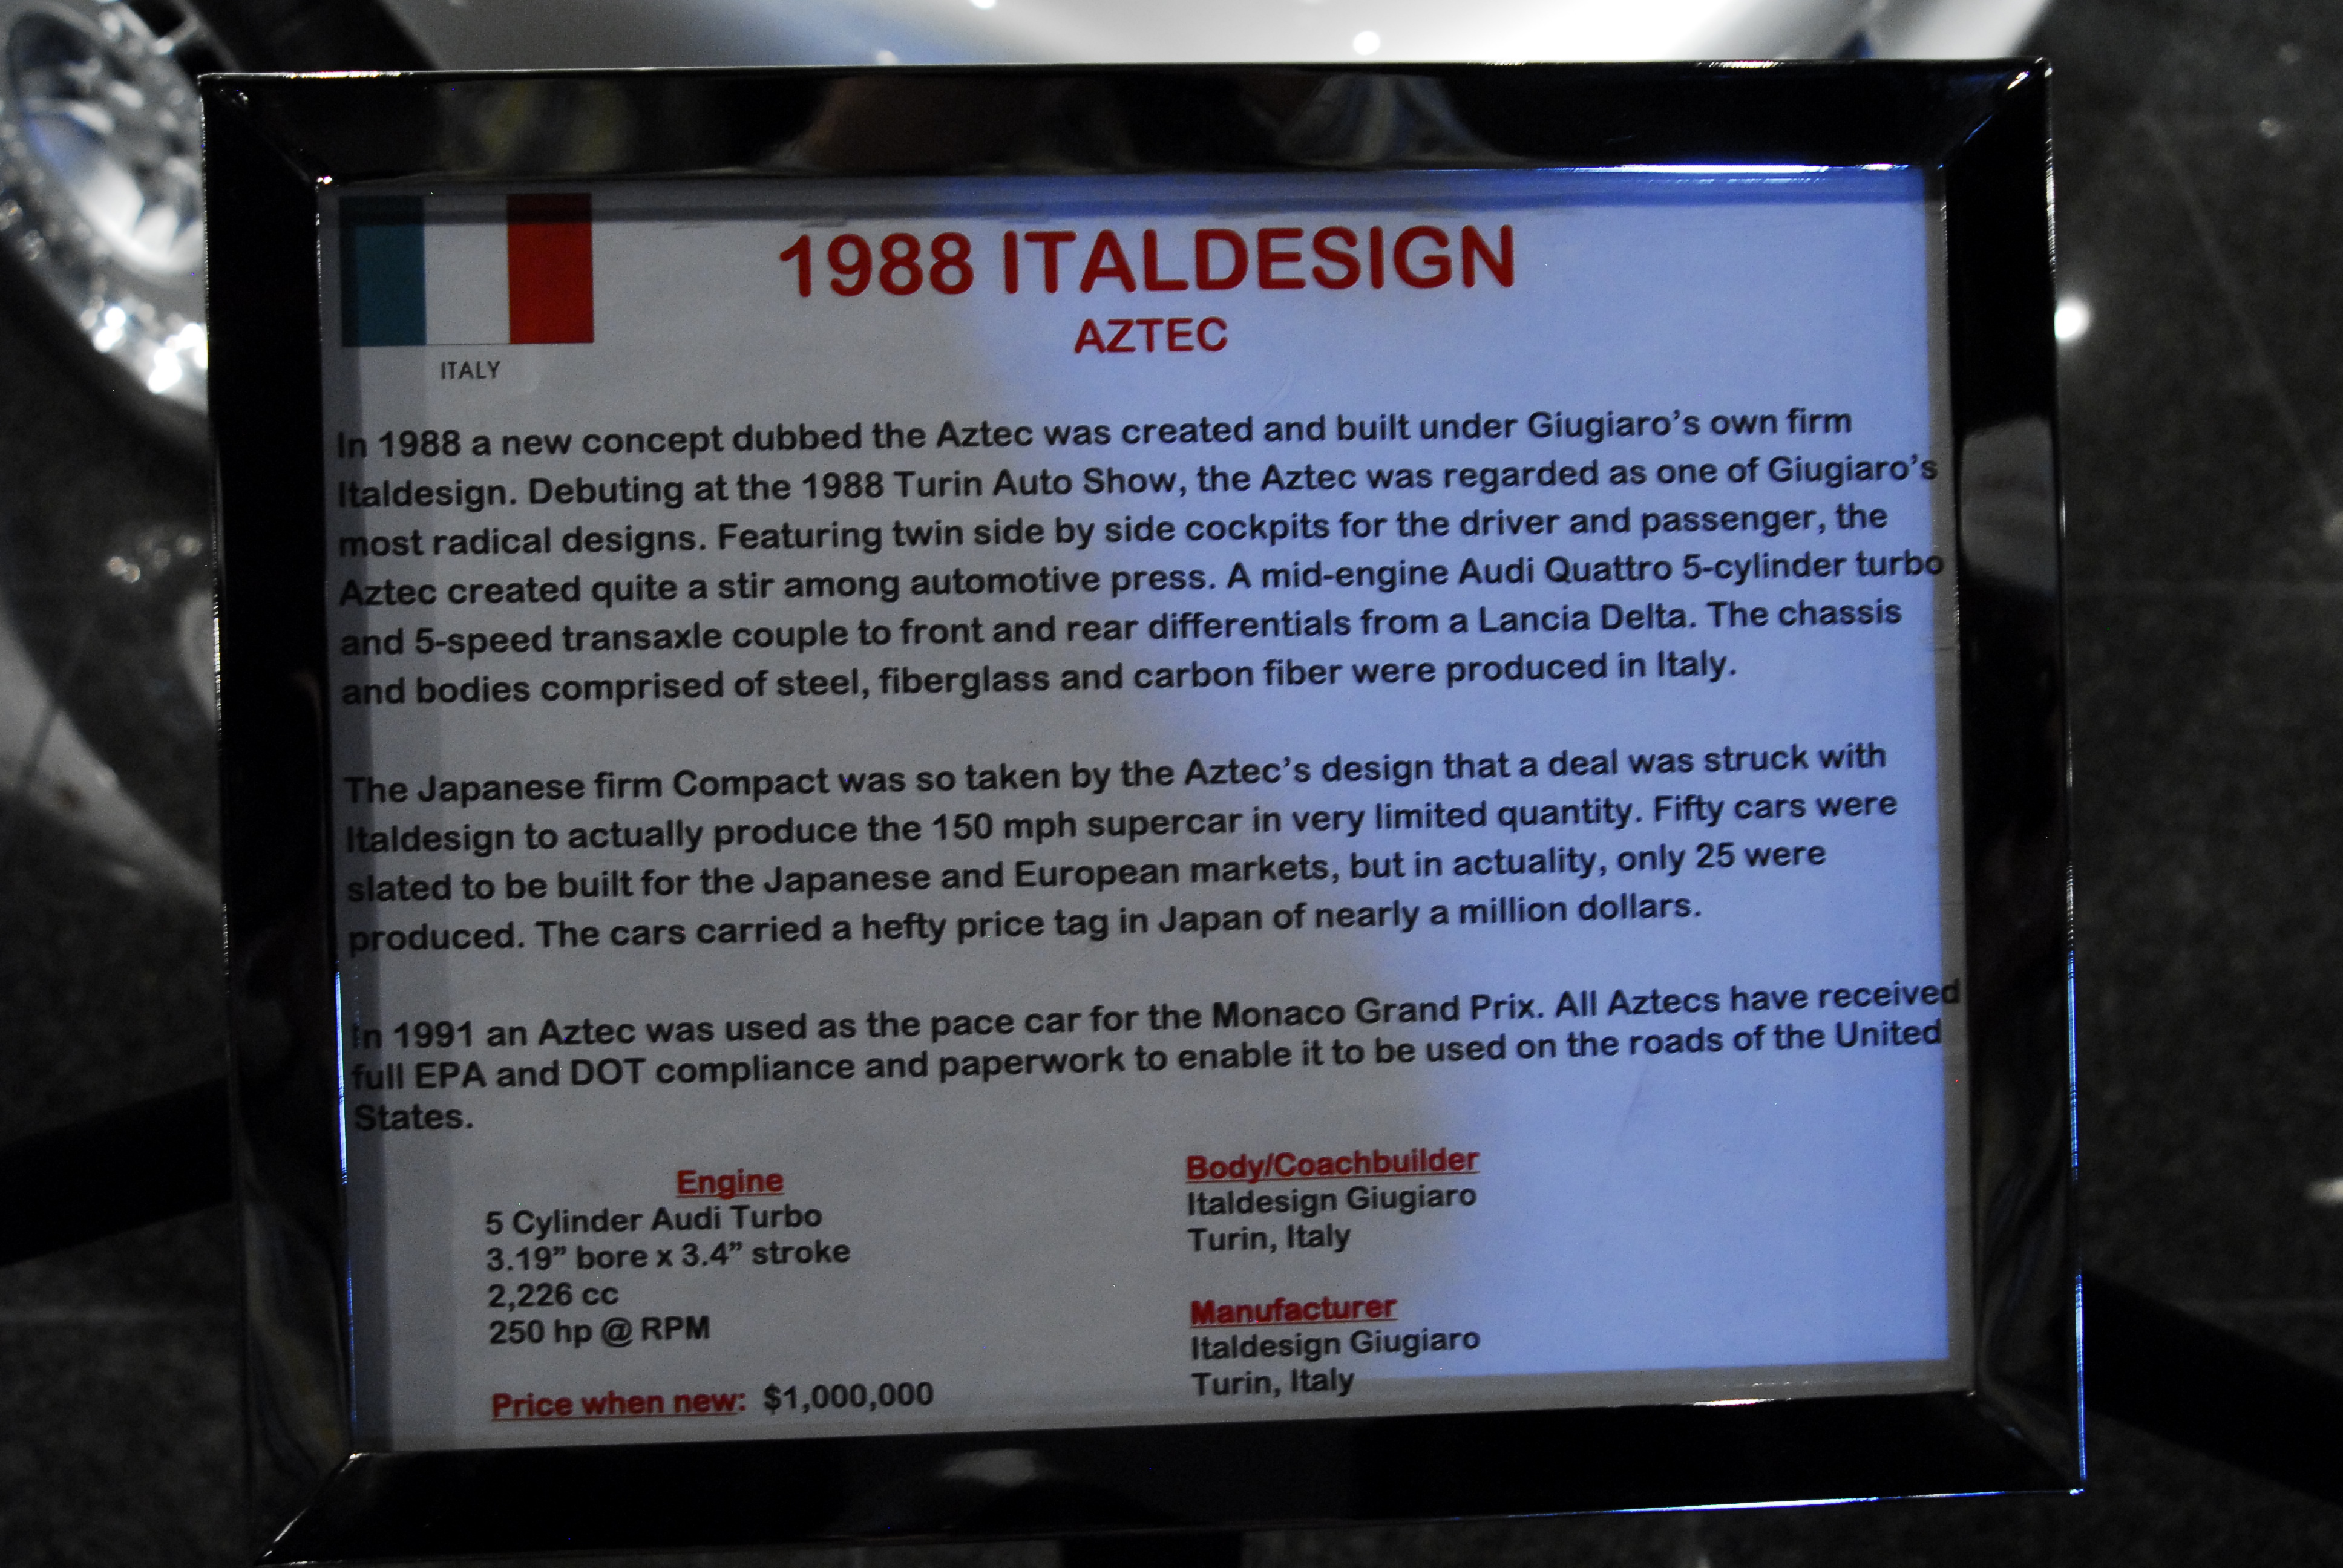 1988 ITALDESIGN
AZTEC
ITALY
In 1988 a new concept dubbed the Aztec was created and built under Giugiaro's own firm
Italdesign. Debuting at the 1988 Turin Auto Show, the Aztec was regarded as one of Giugiaro's
most radical designs. Featuring twin side by side cockpits for the driver and passenger, the
Aztec created quite a stir among automotive press. A mid-engine Audi Quattro 5-cylinder turbo
and 5-speed transaxle couple to front and rear differentials from a Lancia Delta. The chassis
and bodies comprised of steel, fiberglass and carbon fiber were produced in Italy.
The Japanese firm Compact was so taken by the Aztec's design that a deal was struck with
Italdesign to actually produce the 150 mph supercar in very limited quantity. Fifty cars were
slated to be built for the Japanese and European markets, but in actuality, only 25 were
produced. The cars carried a hefty price tag in Japan of nearly a million dollars.
In 1991 an Aztec was used as the pace car for the Monaco Grand Prix. All Aztecs have received
full EPA and DOT compliance and paperwork to enable it to be used on the roads of the United
States.
Engine
5 Cylinder Audi Turbo
3.19” bore x 3.4” stroke
2,226 cc
250 hp @ RPM
Price when new: $1,000,000
Body/Coachbuilder
Italdesign Giugiaro
Turin, Italy
Manufacturer
Italdesign Giugiaro
Turin, Italy